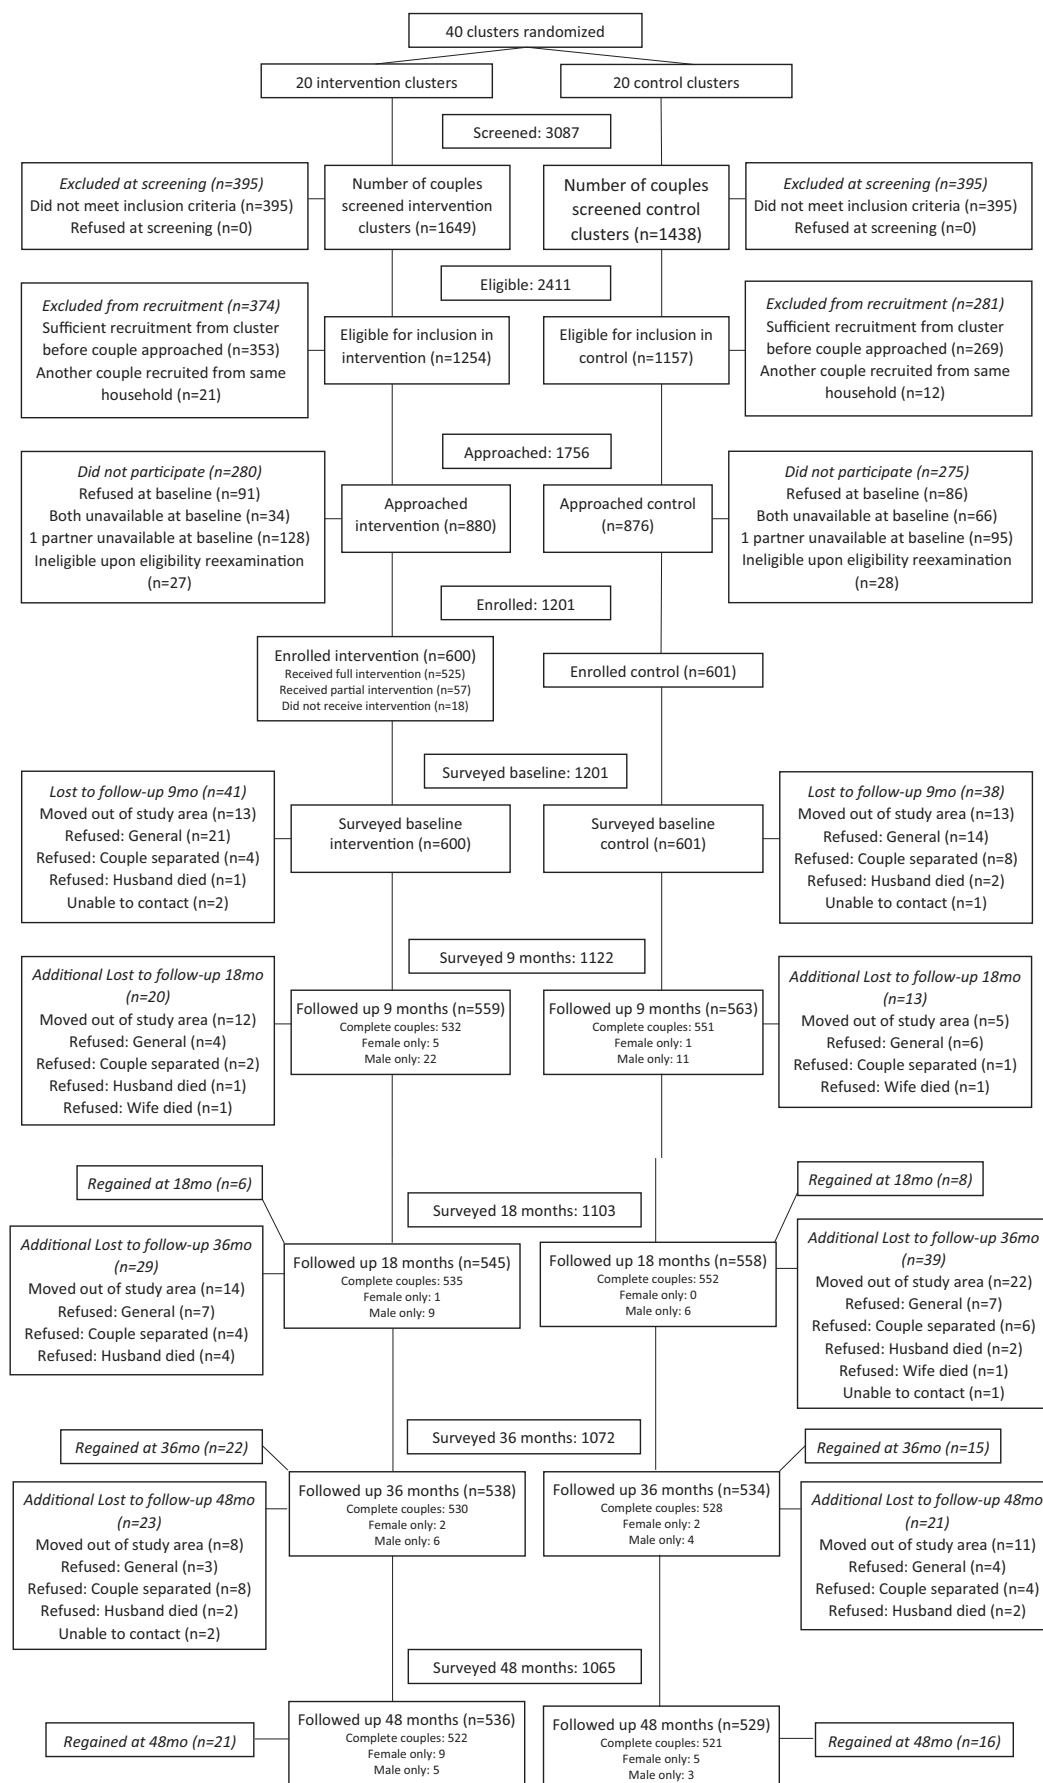 40 clusters randomized
20 intervention clusters
20 control clusters
Screened: 3087
Excluded at screening (n=395)
Did not meet inclusion criteria (n=395)
Refused at screening (n=0)
Number of couples
screened intervention
clusters (n=1649)
Number of couples
screened control
clusters (n=1438)
Excluded at screening (n=395)
Did not meet inclusion criteria (n=395)
Refused at screening (n=0)
Eligible: 2411
Excluded from recruitment (n=374)
Sufficient recruitment from cluster
before couple approached (n=353)
Another couple recruited from same
household (n=21)
Eligible for inclusion in
intervention (n=1254)
Eligible for inclusion in
control (n=1157)
Excluded from recruitment (n=281)
Sufficient recruitment from cluster
before couple approached (n=269)
Another couple recruited from same
household (n=12)
Approached: 1756
Did not participate (n=280)
Refused at baseline (n=91)
Both unavailable at baseline (n=34)
1 partner unavailable at baseline (n=128)
Ineligible upon eligibility reexamination
(n=27)
Approached
intervention (n=880)
Approached control
(n=876)
Did not participate (n=275)
Refused at baseline (n=86)
Both unavailable at baseline (n=66)
1 partner unavailable at baseline (n=95)
Ineligible upon eligibility reexamination
(n=28)
Enrolled: 1201
Enrolled intervention (n=600)
Received full intervention (n=525)
Received partial intervention (n=57)
Did not receive intervention (n=18)
Enrolled control (n=601)
Surveyed baseline: 1201
Lost to follow-up 9mo (n=41)
Moved out of study area (n=13)
Refused: General (n=21)
Refused: Couple separated (n=4)
Refused: Husband died (n=1)
Unable to contact (n=2)
Surveyed baseline
intervention (n=600)
Surveyed baseline
control (n=601)
Lost to follow-up 9mo (n=38)
Moved out of study area (n=13)
Refused: General (n=14)
Refused: Couple separated (n=8)
Refused: Husband died (n=2)
Unable to contact (n=1)
Surveyed 9 months: 1122
Additional Lost to follow-up 18mo
(n=20)
Moved out of study area (n=12)
Refused: General (n=4)
Refused: Couple separated (n=2)
Refused: Husband died (n=1)
Refused: Wife died (n=1)
Followed up 9 months (n=559)
Complete couples: 532
Female only: 5
Male only: 22
Followed up 9 months (n=563)
Complete couples: 551
Female only: 1
Male only: 11
Additional Lost to follow-up 18mo
(n=13)
Moved out of study area (n=5)
Refused: General (n=6)
Refused: Couple separated (n=1)
Refused: Wife died (n=1)
Regained at 18mo (n=6)
Surveyed 18 months: 1103
Regained at 18mo (n=8)
Additional Lost to follow-up 36mo
(n=29)
Moved out of study area (n=14)
Refused: General (n=7)
Refused: Couple separated (n=4)
Refused: Husband died (n=4)
Followed up 18 months (n=545)
Complete couples: 535
Female only: 1
Male only: 9
Followed up 18 months (n=558)
Complete couples: 552
Female only: 0
Male only: 6
Additional Lost to follow-up 36mo
(n=39)
Moved out of study area (n=22)
Refused: General (n=7)
Refused: Couple separated (n=6)
Refused: Husband died (n=2)
Refused: Wife died (n=1)
Unable to contact (n=1)
Regained at 36mo (n=22)
Surveyed 36 months: 1072
Regained at 36mo (n=15)
Additional Lost to follow-up 48mo
(n=23)
Moved out of study area (n=8)
Refused: General (n=3)
Refused: Couple separated (n=8)
Refused: Husband died (n=2)
Unable to contact (n=2)
Followed up 36 months (n=538)
Complete couples: 530
Female only: 2
Male only: 6
Followed up 36 months (n=534)
Complete couples: 528
Female only: 2
Male only: 4
Additional Lost to follow-up 48mo
(n=21)
Moved out of study area (n=11)
Refused: General (n=4)
Refused: Couple separated (n=4)
Refused: Husband died (n=2)
Surveyed 48 months: 1065
Regained at 48mo (n=21)
Followed up 48 months (n=536)
Complete couples: 522
Female only: 9
Male only: 5
Followed up 48 months (n=529)
Complete couples: 521
Female only: 5
Male only: 3
Regained at 48mo (n=16)